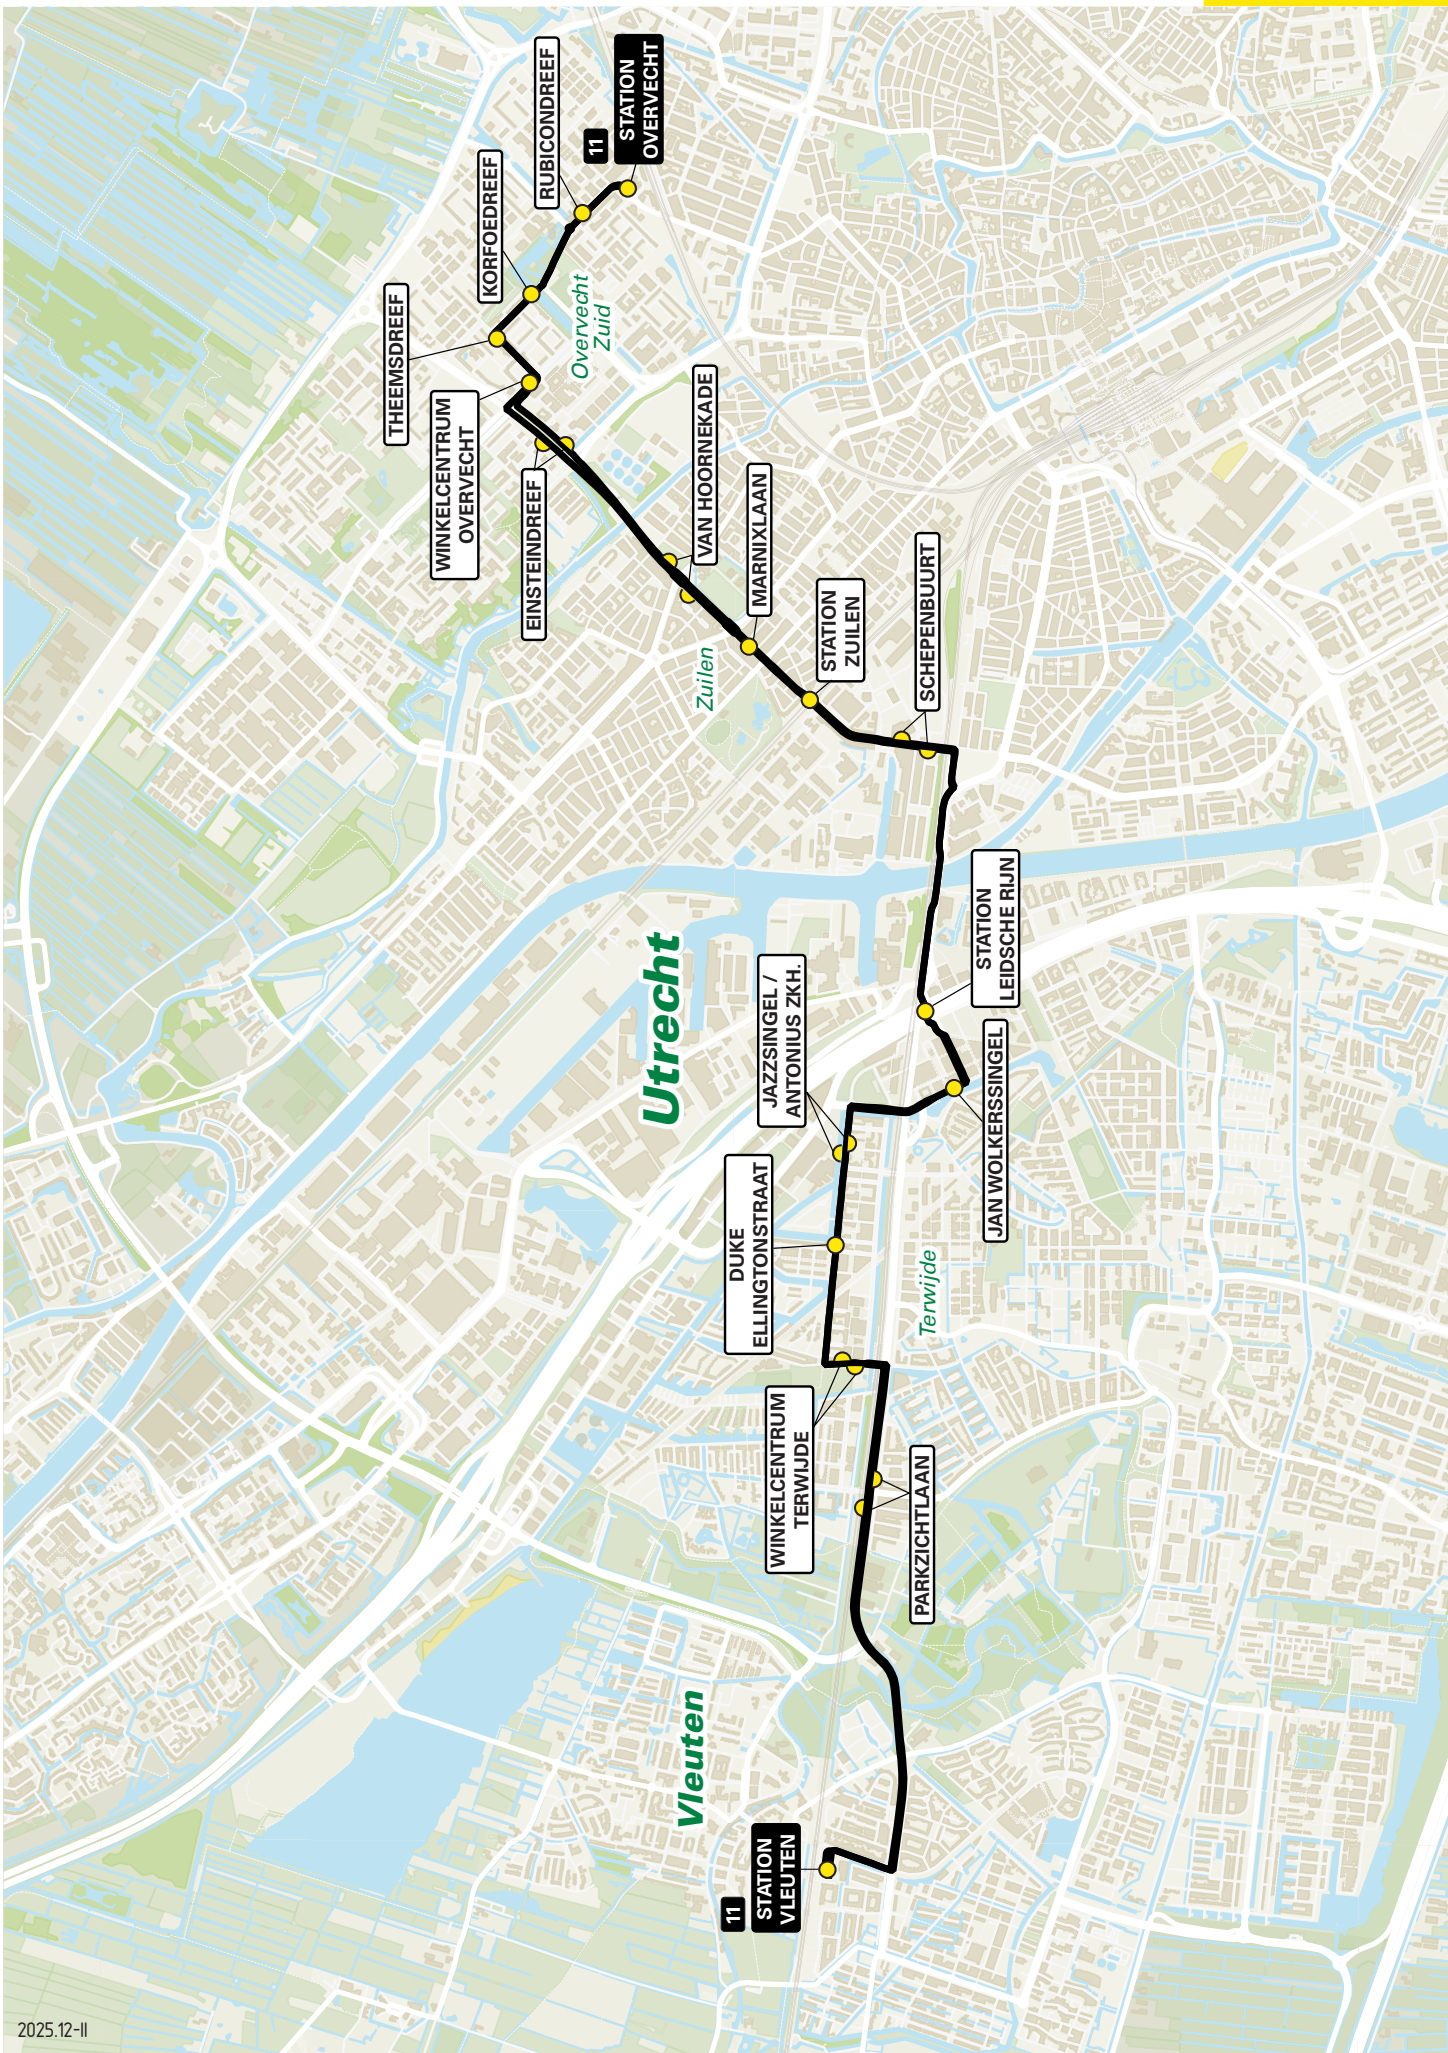 11
STATION
OVERVECHT
RUBICONDREEF
KORFOEDREEF
THEEMSDREEF
Overvecht
Zuid
WINKELCENTRUM
OVERVECHT
EINSTEINDREEF
VAN HOORNEKADE
MARNIXLAAN
Zuilen
STATION
ZUILEN
SCHEPENBUURT
STATION
LEIDSCHE RIJN
Utrecht
JAN WOLKERSSINGEL
JAZZSINGEL /
ANTONIUS ZKH.
DUKE
ELLINGTONSTRAAT
Terwijde
WINKELCENTRUM
TERWIJDE
PARKZICHTLAAN
Vleuten
11
STATION
VLEUTEN
2025.12-II